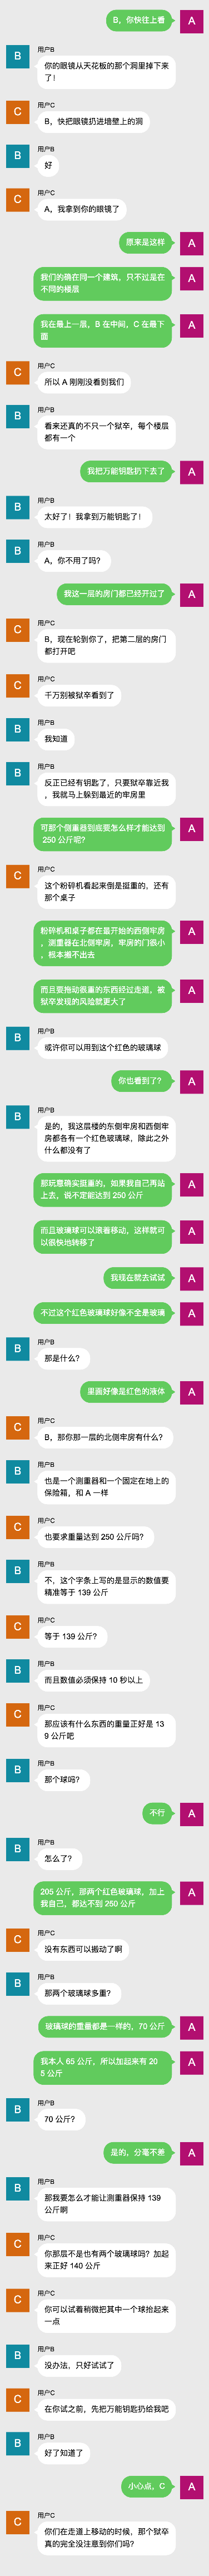 B，你快往上看
A
用户B
B
你的眼镜从天花板的那个洞里掉下来
了！
用户C
C
B，快把眼镜扔进墙壁上的洞
用户B
B
好
用户C
C
A，我拿到你的眼镜了
原来是这样
A
我们的确在同一个建筑，只不过是在
不同的楼层
A
我在最上一层，B 在中间，C 在最下
面
A
用户C
C
所以 A 刚刚没看到我们
用户B
B
看来还真的不只一个狱卒，每个楼层
都有一个
我把万能钥匙扔下去了
A
用户B
B
太好了！我拿到万能钥匙了！
用户B
B
A，你不用了吗？
我这一层的房门都已经开过了
A
用户C
C
B，现在轮到你了，把第二层的房门
都打开吧
用户C
C
千万别被狱卒看到了
用户B
B
我知道
用户B
B
反正已经有钥匙了，只要狱卒靠近我
，我就马上躲到最近的牢房里
可那个侧重器到底要怎么样才能达到
250 公斤呢？
A
用户C
C
这个粉碎机看起来倒是挺重的，还有
那个桌子
粉碎机和桌子都在最开始的西侧牢房
，测重器在北侧牢房，牢房的门很小
，根本搬不出去
A
而且要拖动很重的东西经过走道，被
狱卒发现的风险就更大了
A
用户B
B
或许你可以用到这个红色的玻璃球
你也看到了？
A
用户B
B
是的，我这层楼的东侧牢房和西侧牢
房都各有一个红色玻璃球，除此之外
什么都没有了
那玩意确实挺重的，如果我自己再站
上去，说不定能达到 250 公斤
A
而且玻璃球可以滚着移动，这样就可
以很快地转移了
A
我现在就去试试
A
不过这个红色玻璃球好像不全是玻璃
A
用户B
B
那是什么？
里面好像是红色的液体
A
用户C
C
B，那你那一层的北侧牢房有什么？
用户B
B
也是一个测重器和一个固定在地上的
保险箱，和 A 一样
用户C
C
也要求重量达到 250 公斤吗？
用户B
B
不，这个字条上写的是显示的数值要
精准等于 139 公斤
用户C
C
等于 139 公斤？
用户B
B
而且数值必须保持 10 秒以上
用户C
C
那应该有什么东西的重量正好是 13
9 公斤吧
用户B
B
那个球吗？
不行
A
用户B
B
怎么了？
205 公斤，那两个红色玻璃球，加上
我自己，都达不到 250 公斤
A
用户C
C
没有东西可以搬动了啊
用户B
B
那两个玻璃球多重？
玻璃球的重量都是一样的，70 公斤
A
我本人 65 公斤，所以加起来有 20
5 公斤
A
用户B
B
70 公斤？
是的，分毫不差
A
用户B
B
那我要怎么才能让测重器保持 139
公斤啊
用户C
C
你那层不是也有两个玻璃球吗？加起
来正好 140 公斤
用户C
C
你可以试着稍微把其中一个球抬起来
一点
用户B
B
没办法，只好试试了
用户C
C
在你试之前，先把万能钥匙扔给我吧
用户B
B
好了知道了
小心点，C
A
用户C
C
你们在走道上移动的时候，那个狱卒
真的完全没注意到你们吗？